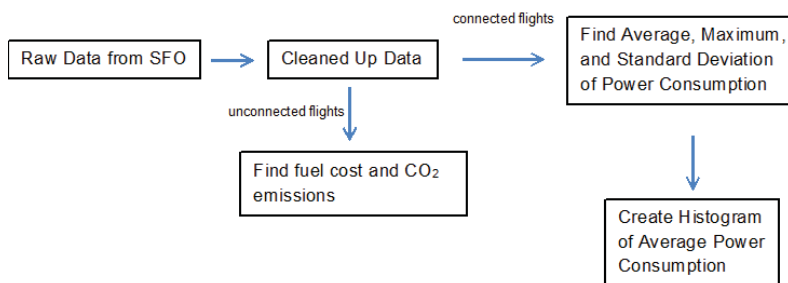 connected flights
Raw Data from SFO
Cleaned Up Data
Find Average, Maximum,
and Standard Deviation
of Power Consumption
unconnected flights
Find fuel cost and CO₂
emissions
Create Histogram
of Average Power
Consumption